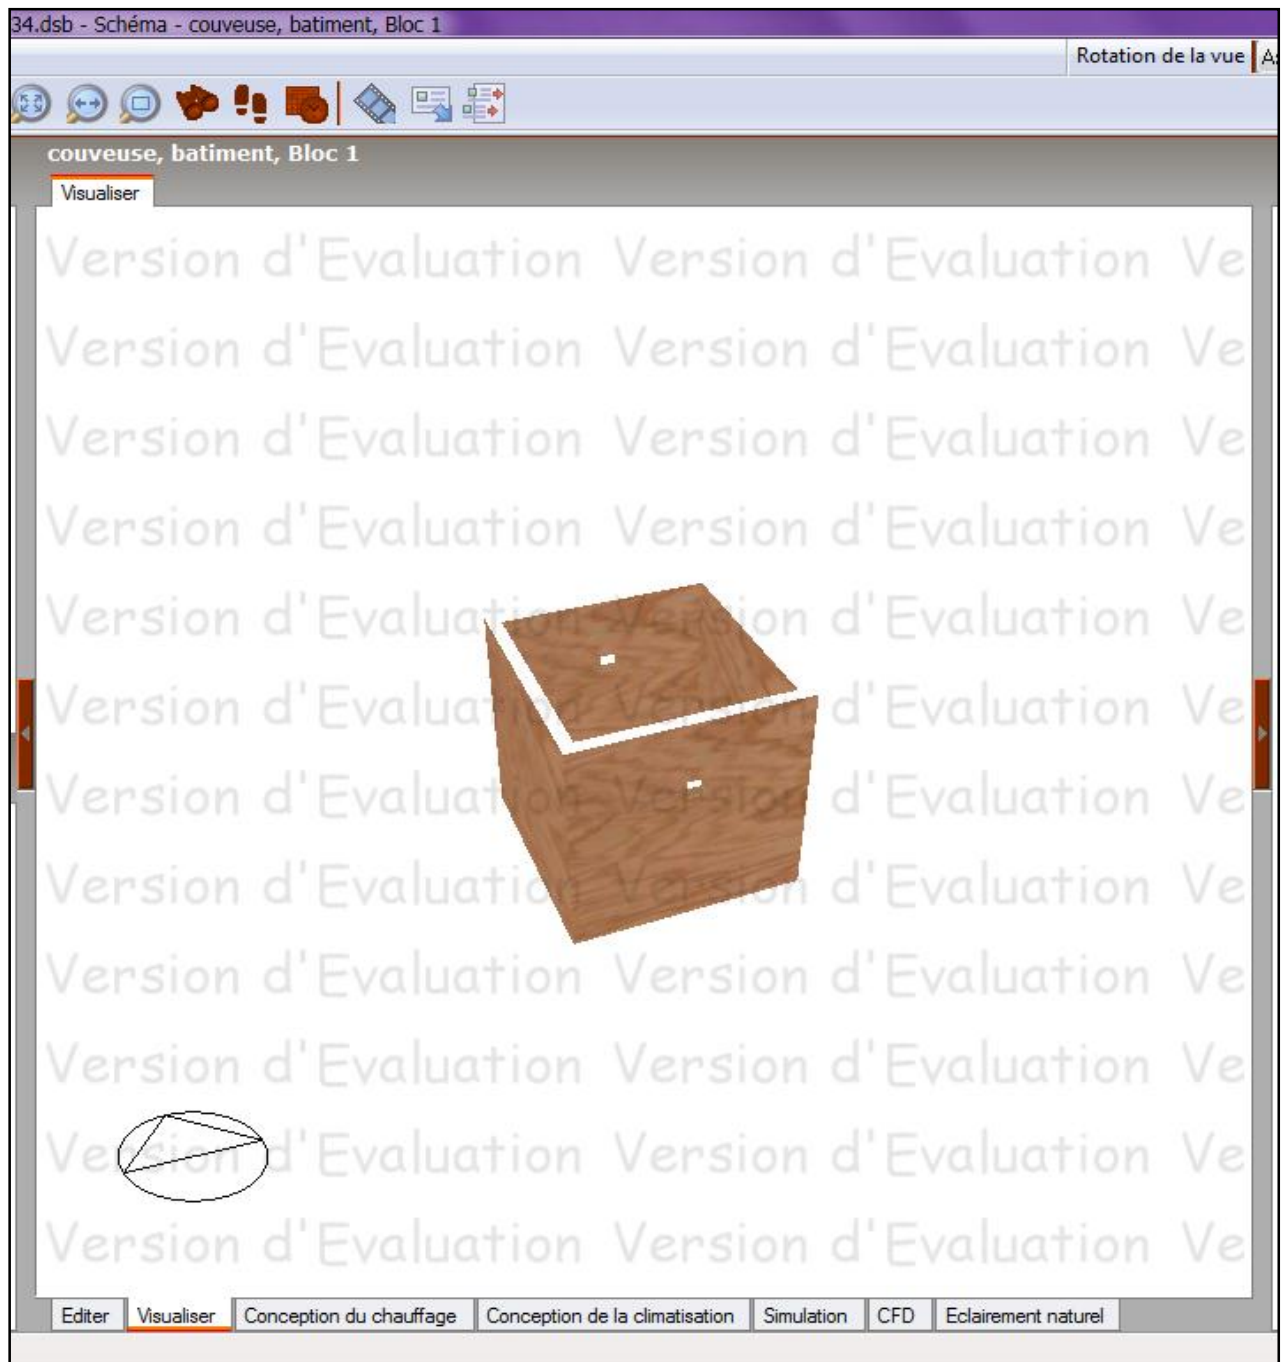 34.dsb - Schéma - couveuse, batiment, Bloc 1
Rotation de la vue
couveuse, batiment, Bloc 1
Visualiser
Version d'Evaluation Version d'Evaluation Ve
Version d'Evaluation Version d'Evaluation Ve
Version d'Evaluation Version d'Evaluation Ve
Version d'Evaluation Version d'Evaluation Ve
Version d'Evaluation Version d'Evaluation Ve
Version d'Evaluation Version d'Evaluation Ve
Version d'Evaluation Version d'Evaluation Ve
Version d'Evaluation Version d'Evaluation Ve
Version d'Evaluation Version d'Evaluation Ve
Version d'Evaluation Version d'Evaluation Ve
Version d'Evaluation Version d'Evaluation Ve
Version d'Evaluation Version d'Evaluation Ve
Editer Visualiser Conception du chauffage Conception de la climatisation Simulation CFD Eclairement naturel